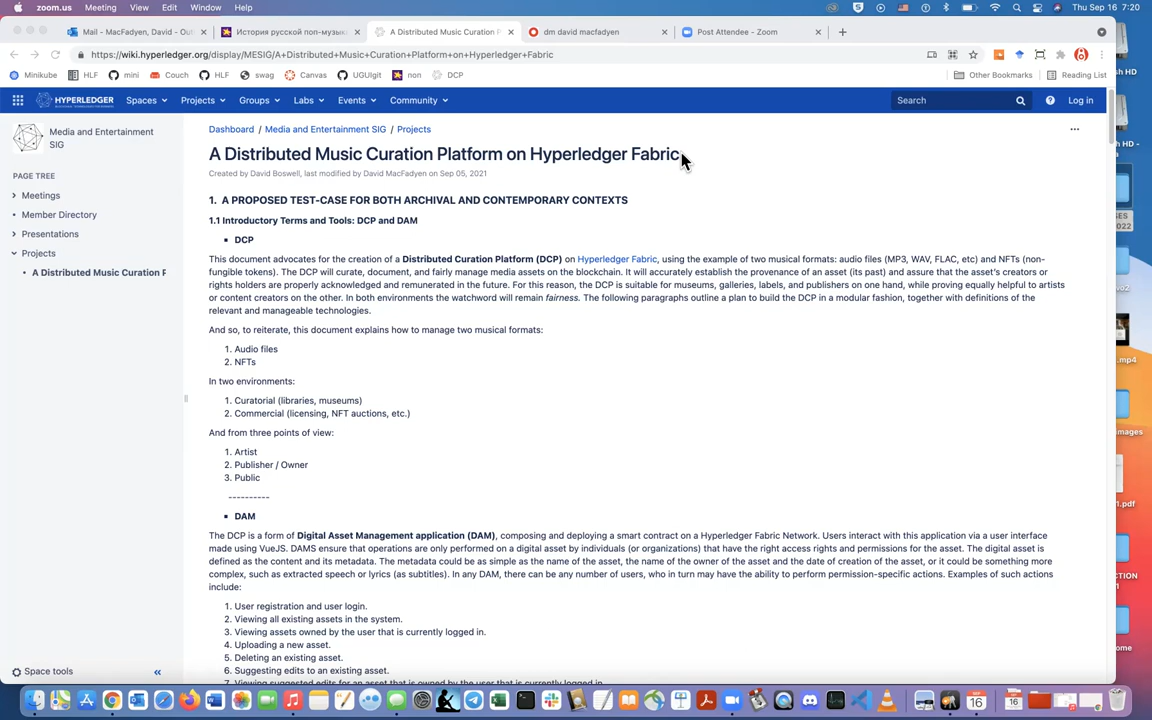 zoom.us Meeting View Edit Window Help
Thu Sep 16 7:20
Mail - MacFadyen, David - Out
История русской поп-музыки
A Distributed Music Curation P
dm david macfadyen
Post Attendee - Zoom
https://wiki.hyperledger.org/display/MESIG/A+Distributed+Music+Curation+Platform+on+Hyperledger+Fabric
Minikube HLF mini Couch HLF swag Canvas UGUIgit non DCP Other Bookmarks Reading List
HYPERLEDGER Spaces Projects Groups Labs Events Community Search Log in
Media and Entertainment SIG
PAGE TREE
Meetings
Member Directory
Presentations
Projects
A Distributed Music Curation P
Space tools
Dashboard / Media and Entertainment SIG / Projects
A Distributed Music Curation Platform on Hyperledger Fabric
Created by David Boswell, last modified by David MacFadyen on Sep 05, 2021
1. A PROPOSED TEST-CASE FOR BOTH ARCHIVAL AND CONTEMPORARY CONTEXTS
1.1 Introductory Terms and Tools: DCP and DAM
DCP
This document advocates for the creation of a Distributed Curation Platform (DCP) on Hyperledger Fabric, using the example of two musical formats: audio files (MP3, WAV, FLAC, etc) and NFTs (non-
fungible tokens). The DCP will curate, document, and fairly manage media assets on the blockchain. It will accurately establish the provenance of an asset (its past) and assure that the asset's creators or
rights holders are properly acknowledged and remunerated in the future. For this reason, the DCP is suitable for museums, galleries, labels, and publishers on one hand, while proving equally helpful to artists
or content creators on the other. In both environments the watchword will remain fairness. The following paragraphs outline a plan to build the DCP in a modular fashion, together with definitions of the
relevant and manageable technologies.
And so, to reiterate, this document explains how to manage two musical formats:
1. Audio files
2. NFTs
In two environments:
1. Curatorial (libraries, museums)
2. Commercial (licensing, NFT auctions, etc.)
And from three points of view:
1. Artist
2. Publisher / Owner
3. Public
----------
DAM
The DCP is a form of Digital Asset Management application (DAM), composing and deploying a smart contract on a Hyperledger Fabric Network. Users interact with this application via a user interface
made using VueJS. DAMS ensure that operations are only performed on a digital asset by individuals (or organizations) that have the right access rights and permissions for the asset. The digital asset is
defined as the content and its metadata. The metadata could be as simple as the name of the asset, the name of the owner of the asset and the date of creation of the asset, or it could be something more
complex, such as extracted speech or lyrics (as subtitles). In any DAM, there can be any number of users, who in turn may have the ability to perform permission-specific actions. Examples of such actions
include:
1. User registration and user login.
2. Viewing all existing assets in the system.
3. Viewing assets owned by the user that is currently logged in.
4. Uploading a new asset.
5. Deleting an existing asset.
6. Suggesting edits to an existing asset.
7. Viewing suggested edits for an asset that is owned by the user that is currently logged in.